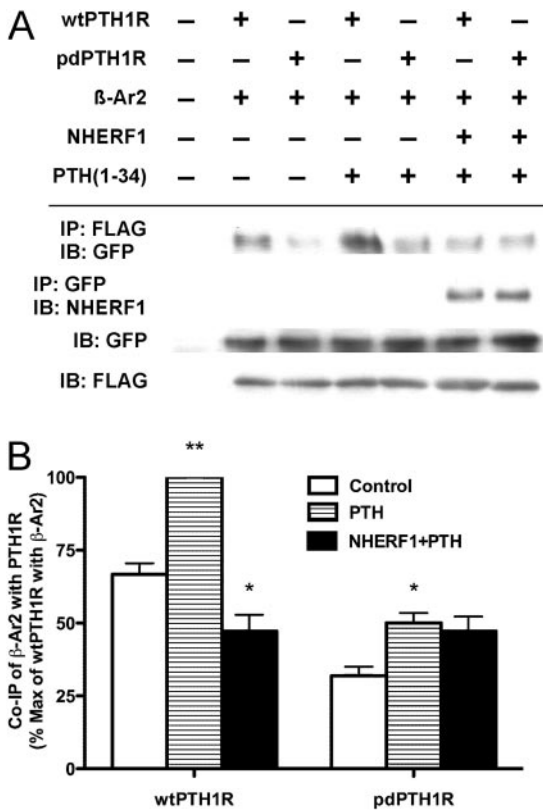 A
wtPTH1R – + – + – + –
pdPTH1R – – + – + – +
ß-Ar2 – + + + + + +
NHERF1 – – – – – + +
PTH(1-34) – – – + + + +
IP: FLAG
IB: GFP
IP: GFP
IB: NHERF1
IB: GFP
IB: FLAG
B
Co-IP of β-Ar2 with PTH1R
(% Max of wtPTH1R with β-Ar2)
100
75
50
25
0
**
*
*
Control
PTH
NHERF1+PTH
wtPTH1R pdPTH1R